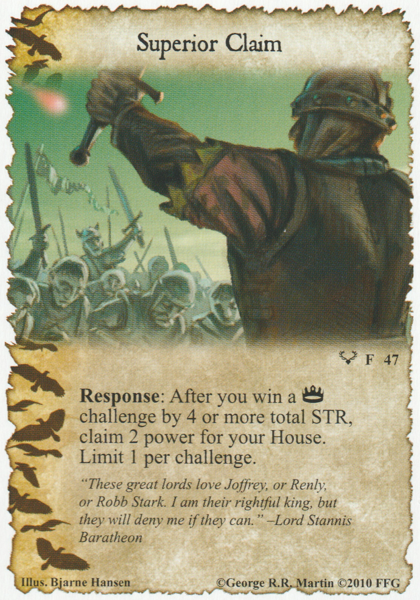 Superior Claim
F 47
Response: After you win a
challenge by 4 or more total STR,
claim 2 power for your House.
Limit 1 per challenge.
“These great lords love Joffrey, or Renly,
or Robb Stark. I am their rightful king, but
they will deny me if they can.” –Lord Stannis
Baratheon
Illus. Bjarne Hansen ©George R.R. Martin ©2010 FFG